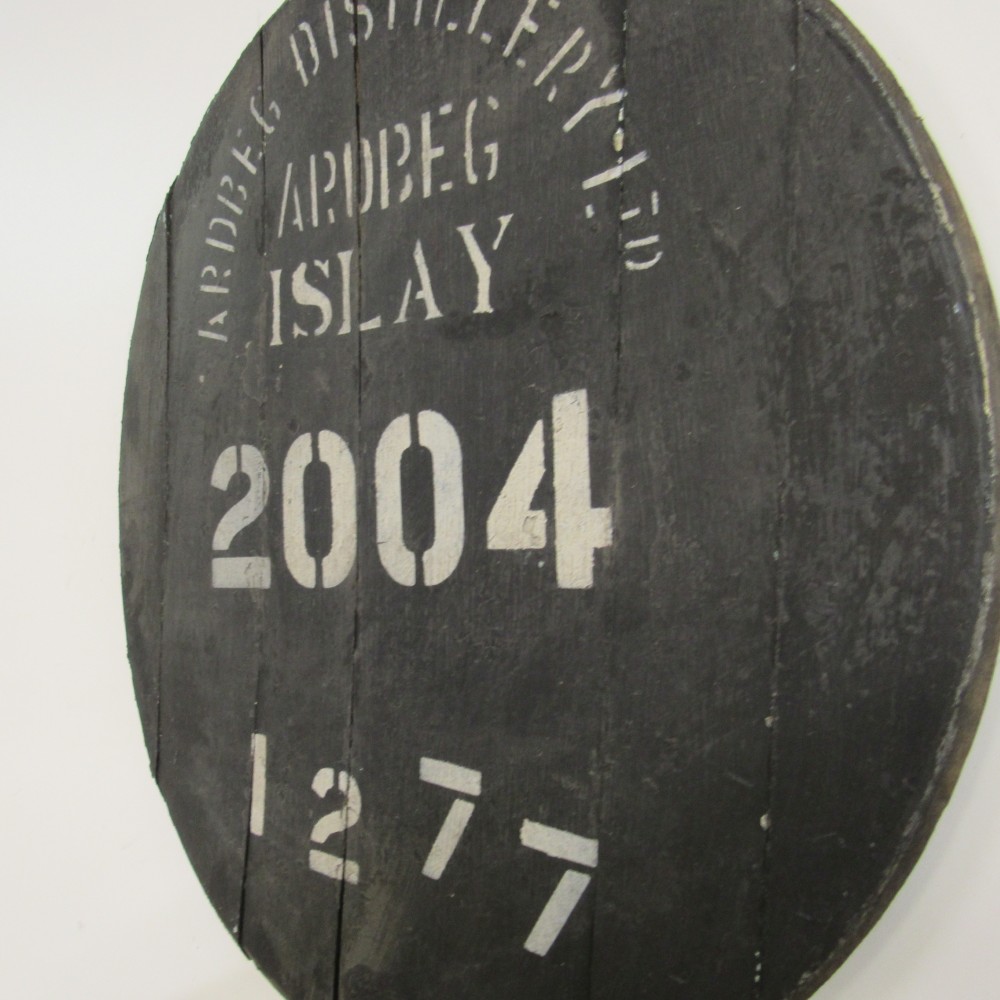 ARDBEG DISTILLERY LTD
ARDBEG
ISLAY
2004
1277